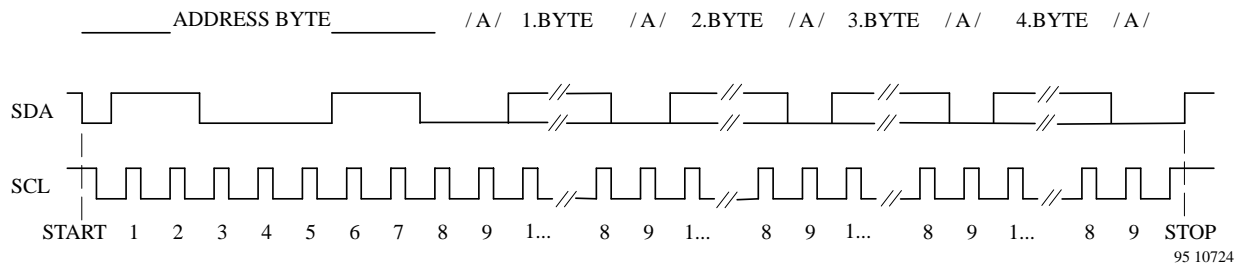 ADDRESS BYTE / A / 1.BYTE / A / 2.BYTE / A / 3.BYTE / A / 4.BYTE / A /
SDA
SCL
START 1 2 3 4 5 6 7 8 9 1... 8 9 1... 8 9 1... 8 9 1... 8 9 STOP
95 10724